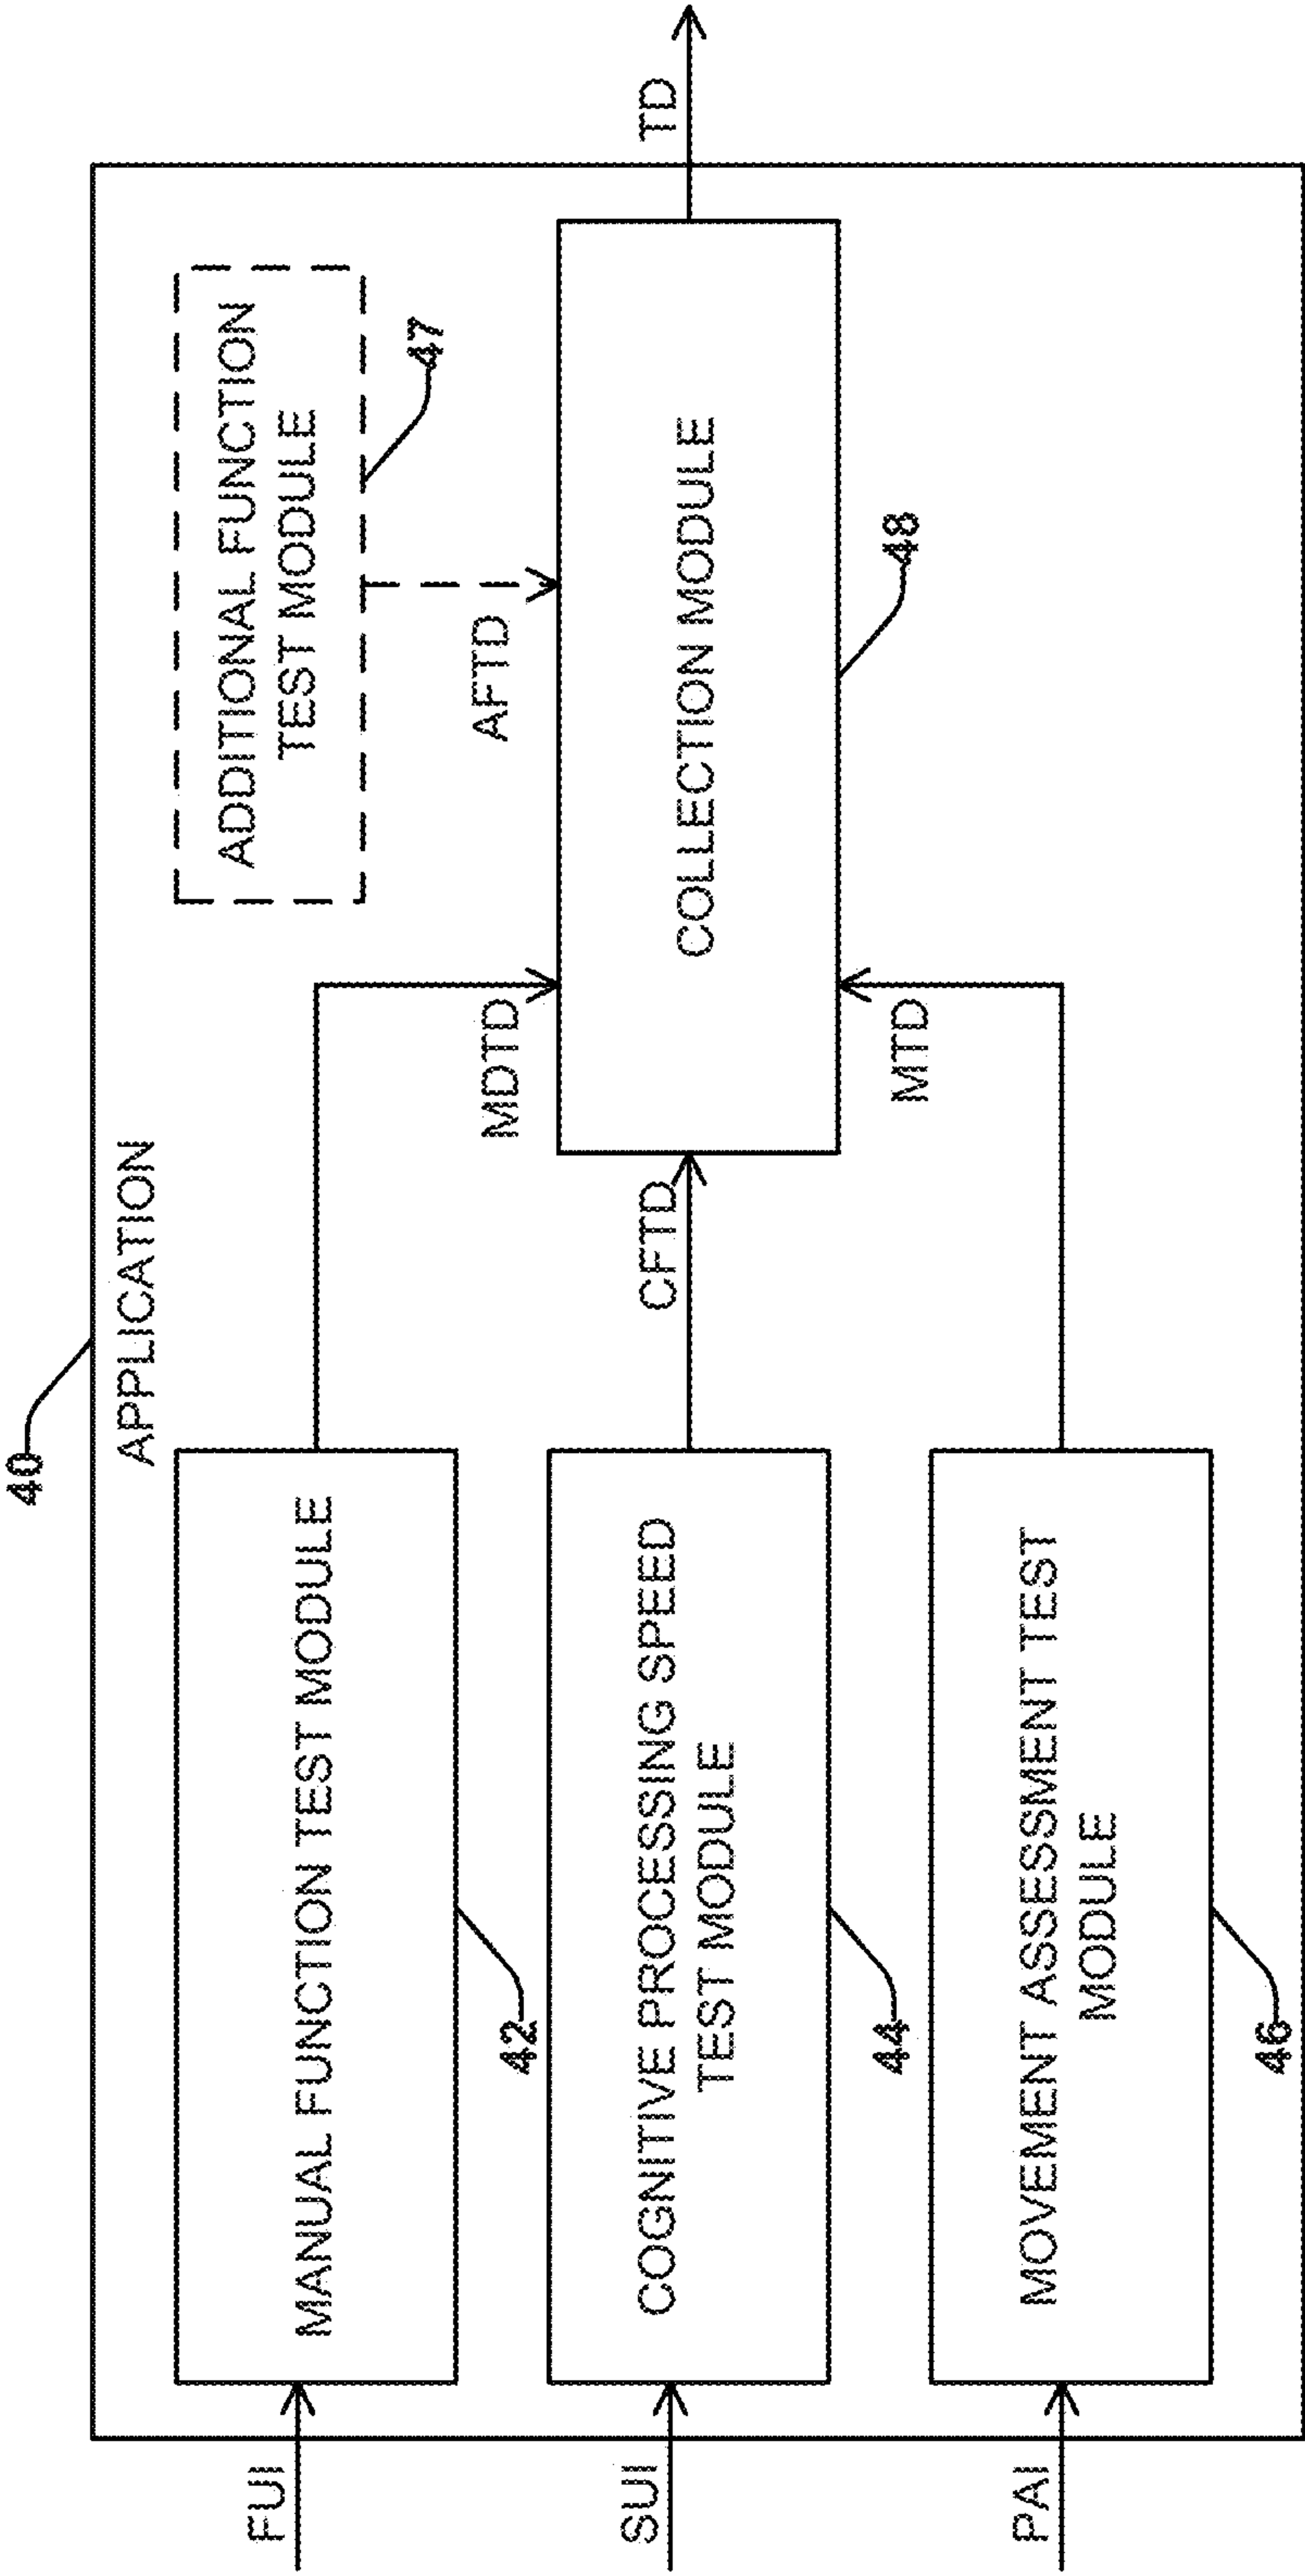 40
APPLICATION
FUI
MANUAL FUNCTION TEST MODULE
42
MDTD
ADDITIONAL FUNCTION
TEST MODULE
47
AFTD
SUI
COGNITIVE PROCESSING SPEED
TEST MODULE
44
CFTD
COLLECTION MODULE
48
TD
PAI
MOVEMENT ASSESSMENT TEST
MODULE
46
MTD